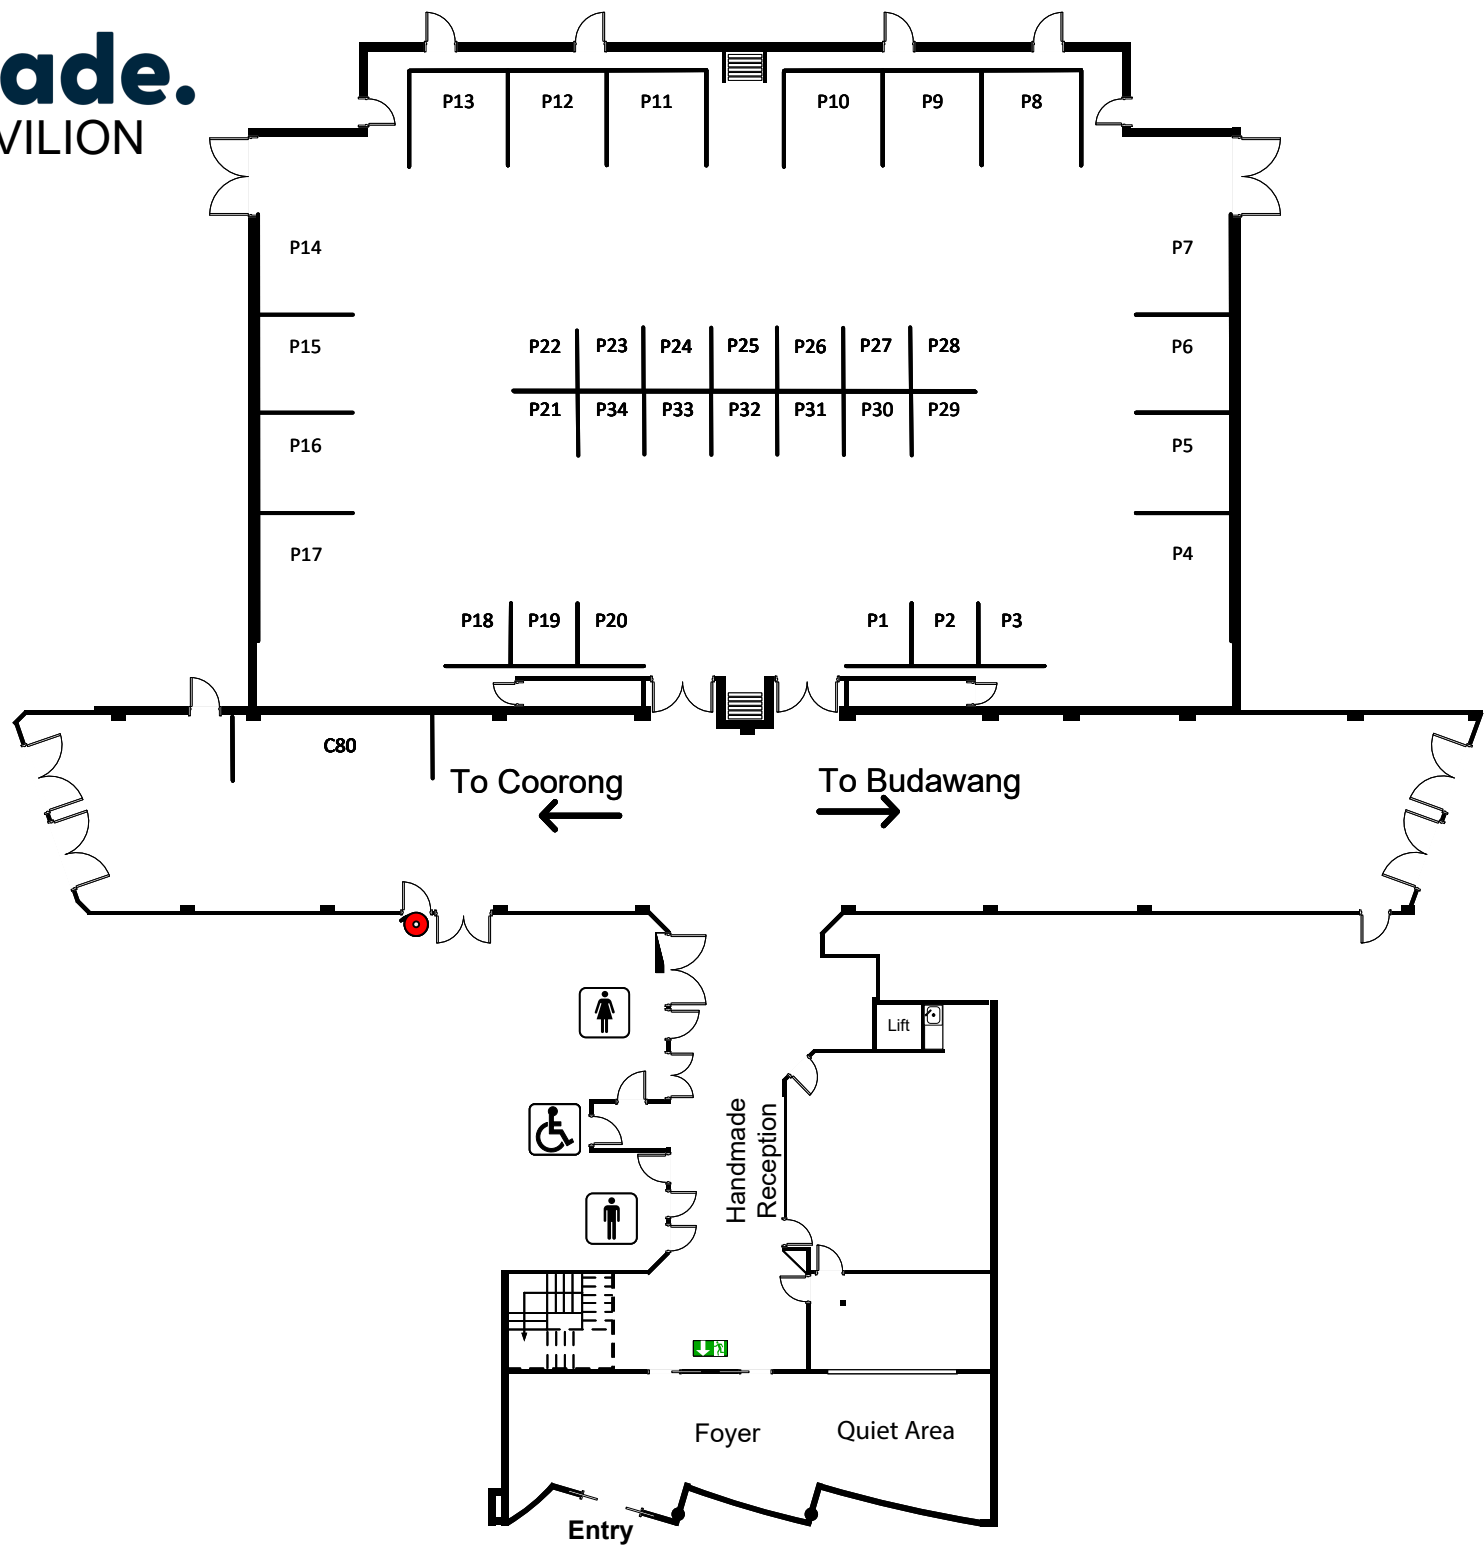 ade.
VILION
P13 P12 P11 P10 P9 P8
P14 P7
P15 P22 P23 P24 P25 P26 P27 P28 P6
P21 P34 P33 P32 P31 P30 P29
P16 P5
P17 P4
P18 P19 P20 P1 P2 P3
C80
To Coorong To Budawang
Lift
Handmade
Reception
Foyer Quiet Area
Entry